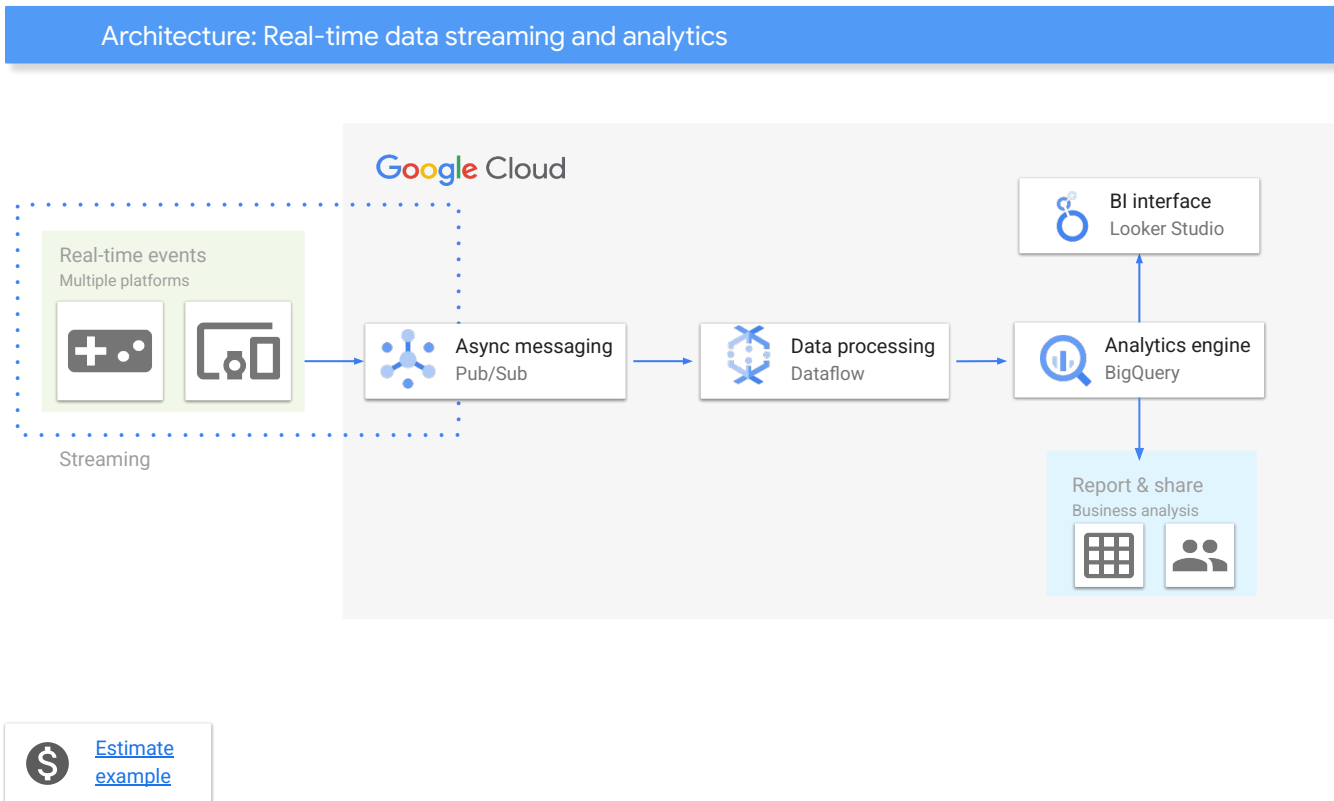 Architecture: Real-time data streaming and analytics
Google Cloud
Real-time events
Multiple platforms
Streaming
Async messaging
Pub/Sub
Data processing
Dataflow
BI interface
Looker Studio
Analytics engine
BigQuery
Report & share
Business analysis
$
Estimate
example